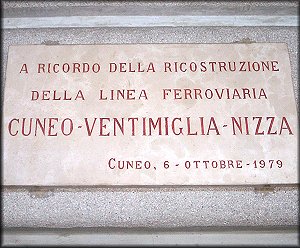 A RICORDO DELLA RICOSTRUZIONE
DELLA LINEA FERROVIARIA
CUNEO-VENTIMIGLIA-NIZZA
CUNEO, 6-OTTOBRE-1979